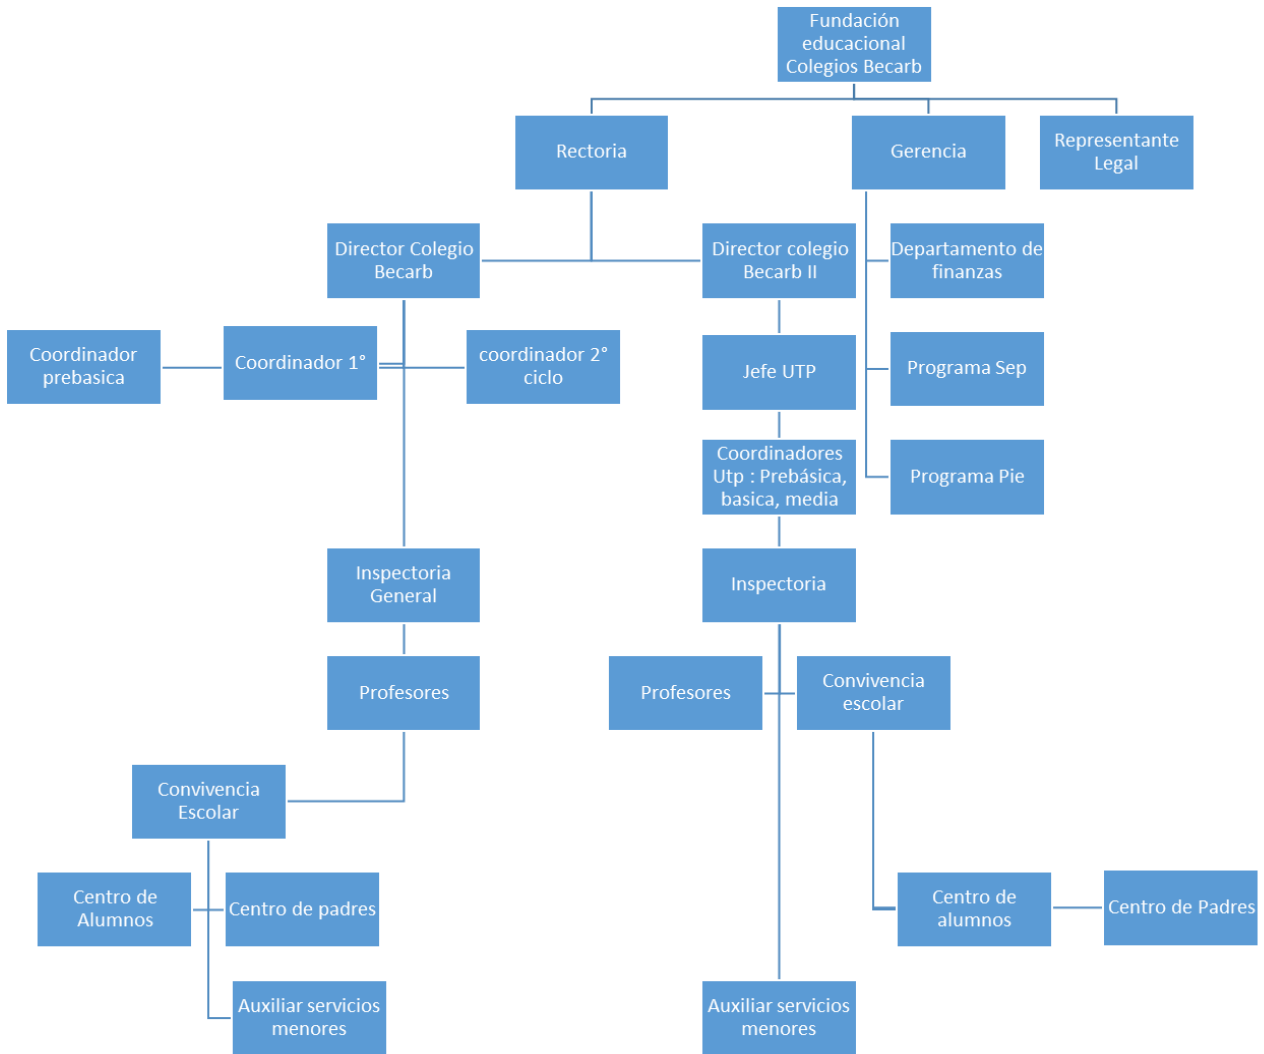 Fundación
educacional
Colegios Becarb
Rectoria
Gerencia
Representante
Legal
Director Colegio
Becarb
Director colegio
Becarb II
Departamento de
finanzas
Coordinador
prebasica
Coordinador 1°
coordinador 2°
ciclo
Jefe UTP
Programa Sep
Coordinadores
Utp : Prebásica,
basica, media
Programa Pie
Inspectoria
General
Inspectoria
Profesores
Profesores
Convivencia
escolar
Convivencia
Escolar
Centro de
Alumnos
Centro de padres
Centro de
alumnos
Centro de Padres
Auxiliar servicios
menores
Auxiliar servicios
menores